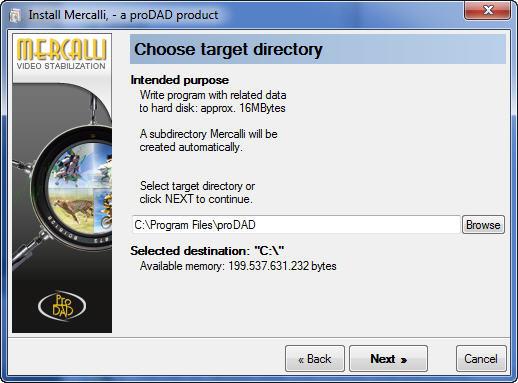 Install Mercalli, - a proDAD product
MERCALLI
VIDEO STABILIZATION
Choose target directory
Intended purpose
Write program with related data
to hard disk: approx. 16MBytes
A subdirectory Mercalli will be
created automatically.
Select target directory or
click NEXT to continue.
C:\Program Files\proDAD
Browse
Selected destination: "C:\"
Available memory: 199.537.631.232 bytes
PRO
DAD
« Back
Next »
Cancel